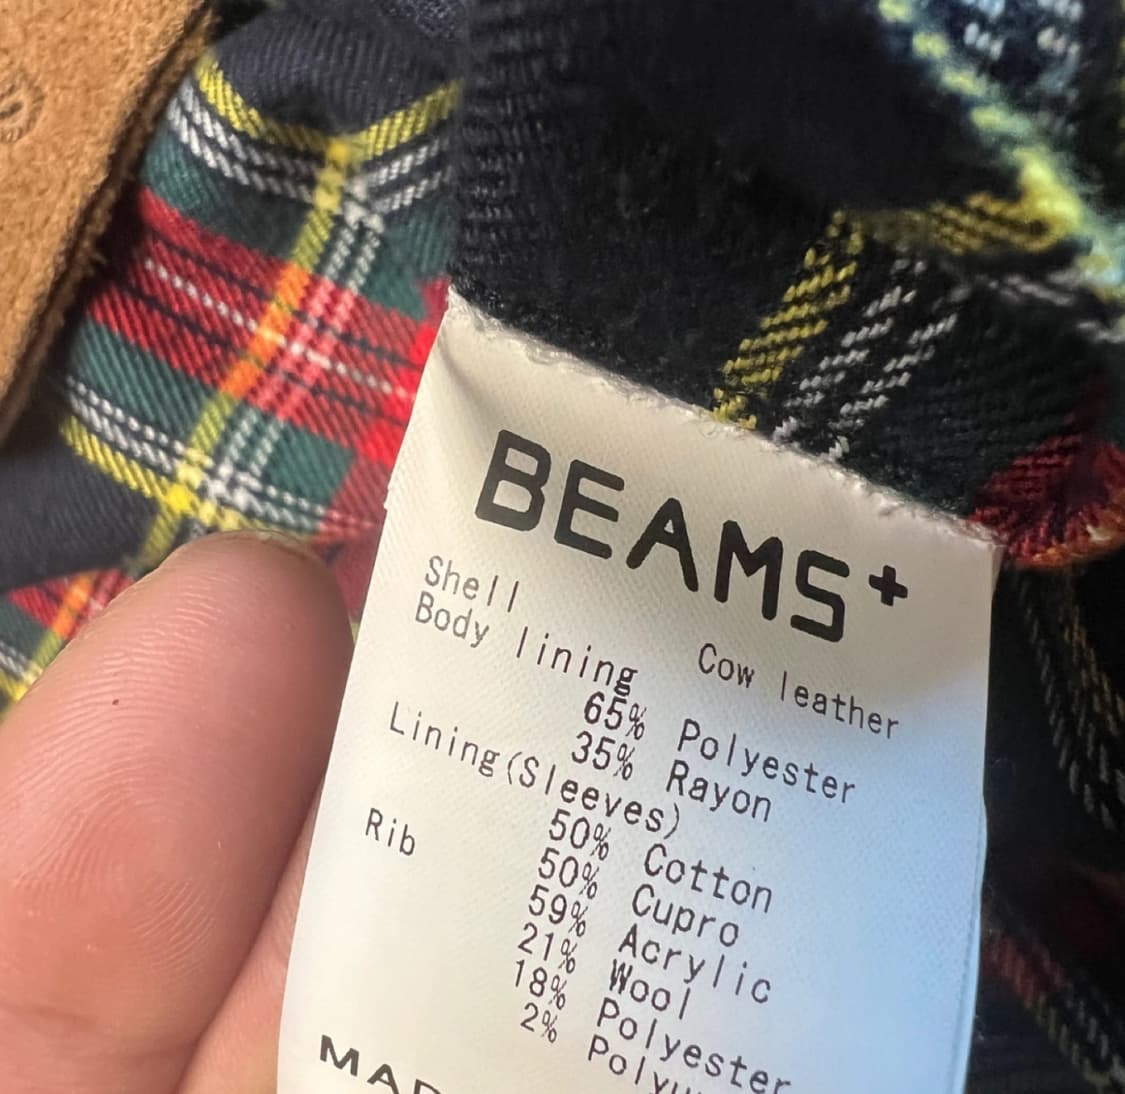 BEAMS+
Shell Cow leather
Body lining
65% Polyester
35% Rayon
Lining(Sleeves)
50% Cotton
50% Cupro
Rib 59% Acrylic
21% Wool
18% Polyester
2%